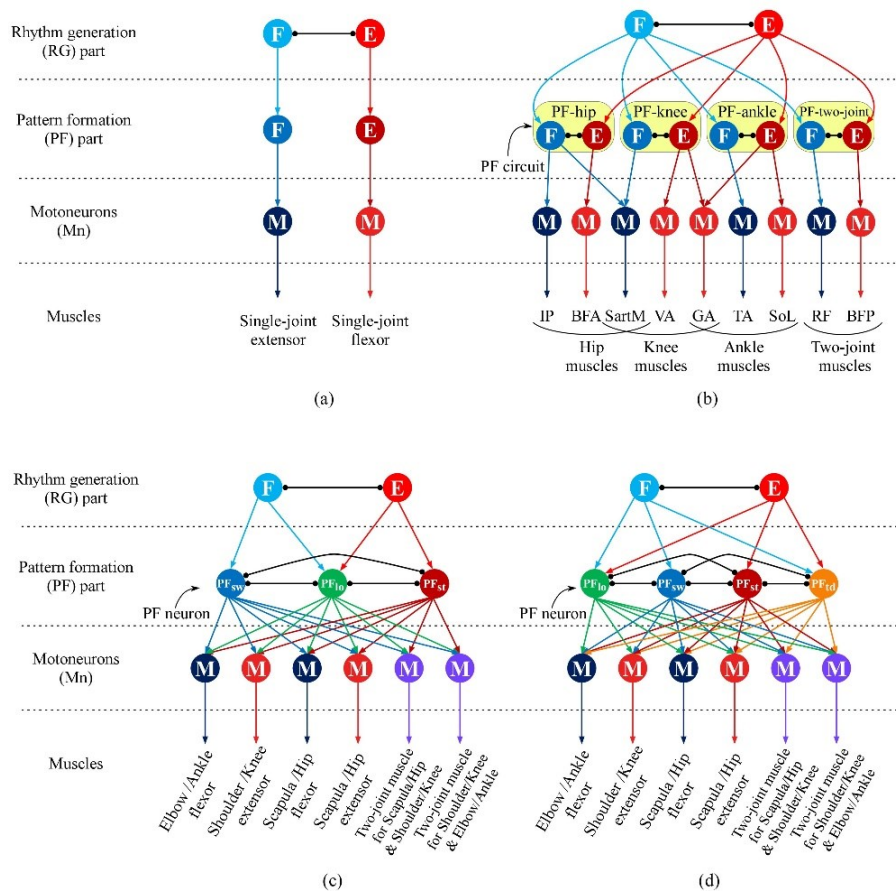 Rhythm generation
(RG) part
F
E
Pattern formation
(PF) part
F
E
Motoneurons
(Mn)
M
M
Muscles
Single-joint
extensor
Single-joint
flexor
(a)
F
E
PF-hip
PF-knee
PF-ankle
PF-two-joint
F
E
F
E
F
E
F
E
PF circuit
M
M
M
M
M
M
M
M
M
IP
BFA
SartM
VA
GA
TA
SoL
RF
BFP
Hip
muscles
Knee
muscles
Ankle
muscles
Two-joint
muscles
(b)
Rhythm generation
(RG) part
F
E
Pattern formation
(PF) part
PFsw
PFlo
PFst
PF neuron
Motoneurons
(Mn)
M
M
M
M
M
M
Muscles
Elbow /Ankle
flexor
Shoulder /Knee
extensor
Scapula /Hip
flexor
Scapula /Hip
extensor
Two-joint muscle
for Scapula/Hip
& Shoulder/Knee
Two-joint muscle
for Shoulder/Knee
& Elbow/Ankle
(c)
F
E
PFlo
PFsw
PFst
PFtd
PF neuron
M
M
M
M
M
M
Elbow /Ankle
flexor
Shoulder /Knee
extensor
Scapula /Hip
flexor
Scapula /Hip
extensor
Two-joint muscle
for Scapula/Hip
& Shoulder/Knee
Two-joint muscle
for Shoulder/Knee
& Elbow/Ankle
(d)